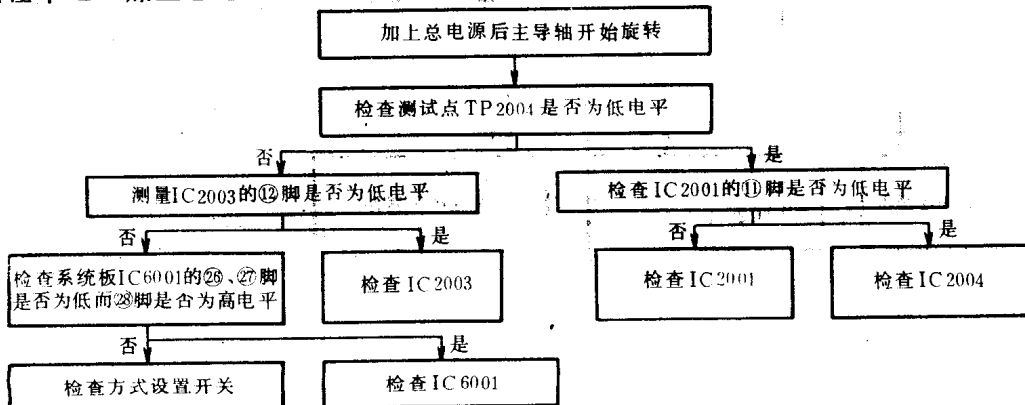 加上总电源后主导轴开始旋转
检查测试点TP2004是否为低电平
否
是
测量IC2003的⑫脚是否为低电平
检查IC2001的⑪脚是否为低电平
否
是
否
是
检查系统板IC6001的㉖、㉗脚
是否为低而㉘脚是否为高电平
检查IC2003
检查IC2001
检查IC2004
否
是
检查方式设置开关
检查IC6001